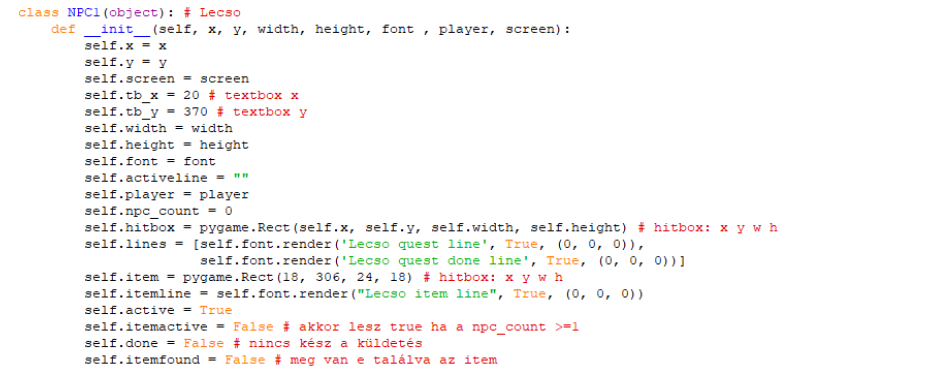 class NPC1(object): # Lecso
    def __init__(self, x, y, width, height, font , player, screen):
        self.x = x
        self.y = y
        self.screen = screen
        self.tb_x = 20 # textbox x
        self.tb_y = 370 # textbox y
        self.width = width
        self.height = height
        self.font = font
        self.activeline = ""
        self.player = player
        self.npc_count = 0
        self.hitbox = pygame.Rect(self.x, self.y, self.width, self.height) # hitbox: x y w h
        self.lines = [self.font.render('Lecso quest line', True, (0, 0, 0)),
                      self.font.render('Lecso quest done line', True, (0, 0, 0))]
        self.item = pygame.Rect(18, 306, 24, 18) # hitbox: x y w h
        self.itemline = self.font.render("Lecso item line", True, (0, 0, 0))
        self.active = True
        self.itemactive = False # akkor lesz true ha a npc_count >=1
        self.done = False # nincs kész a küldetés
        self.itemfound = False # meg van e találva az item